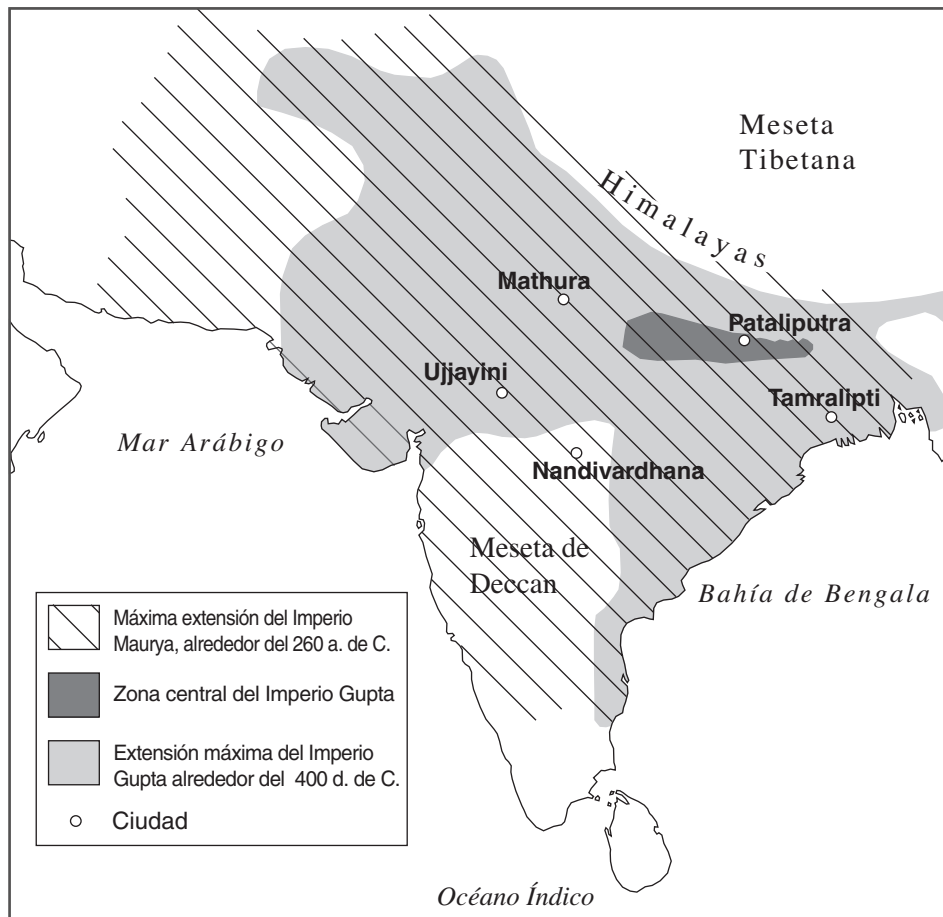 Meseta
Tibetana
Himalayas
Mathura
Pataliputra
Ujjayini
Tamralipti
Mar Arábigo
Nandivardhana
Meseta de
Deccan
Bahía de Bengala
Máxima extensión del Imperio
Maurya, alrededor del 260 a. de C.
Zona central del Imperio Gupta
Extensión máxima del Imperio
Gupta alrededor del 400 d. de C.
Ciudad
Océano Índico